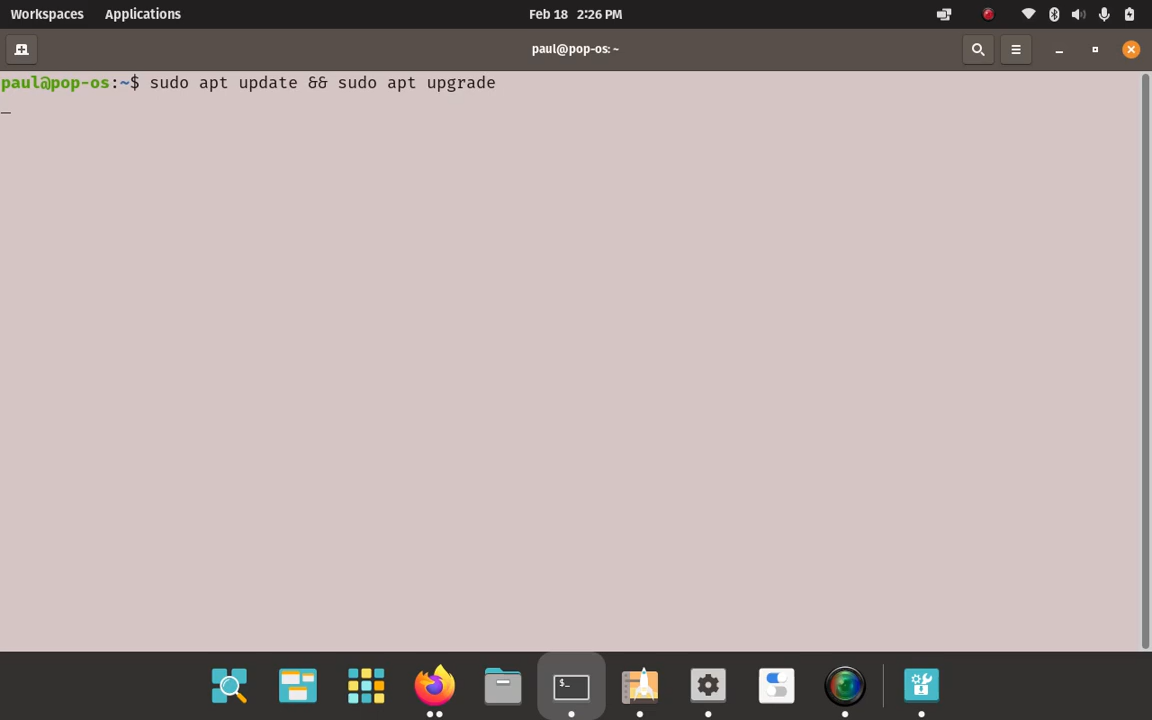 Workspaces Applications Feb 18 2:26 PM
paul@pop-os: ~
paul@pop-os:~$ sudo apt update && sudo apt upgrade
$_